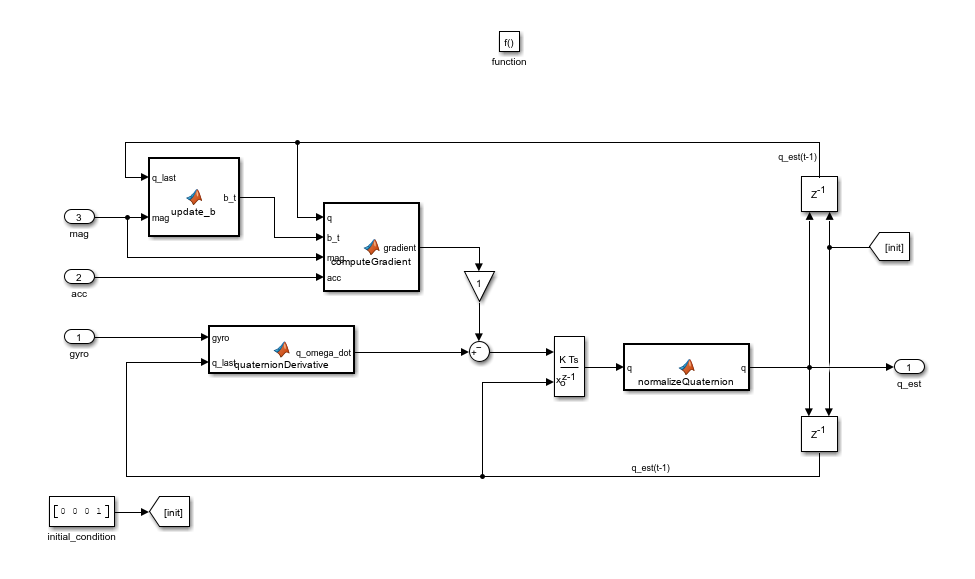 f()
function
q_est(t-1)
q_last
b_t
Z-1
update_b
3
mag
q
mag
b_t
gradient
[init]
mag
computeGradient
2
acc
acc
1
1
gyro
q_omega_dot
−
+
K Ts
q_last
quaternionDerivative
z-1
xo
gyro
q
q
1
normalizeQuaternion
q_est
Z-1
q_est(t-1)
[ 0 0 0 1 ]
[init]
initial_condition